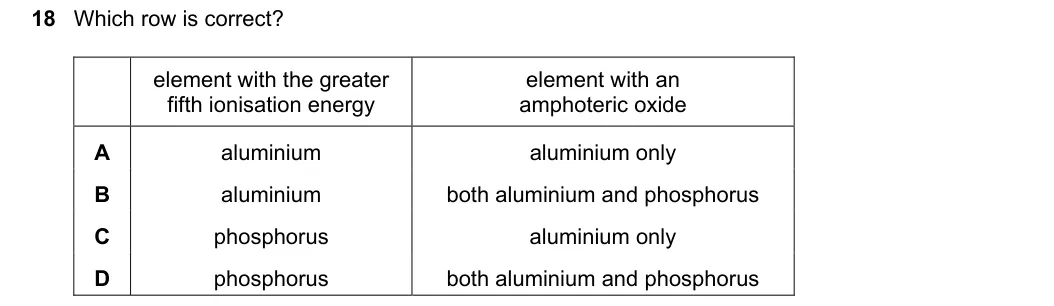 18 Which row is correct?
element with the greater fifth ionisation energy element with an amphoteric oxide
A aluminium aluminium only
B aluminium both aluminium and phosphorus
C phosphorus aluminium only
D phosphorus both aluminium and phosphorus